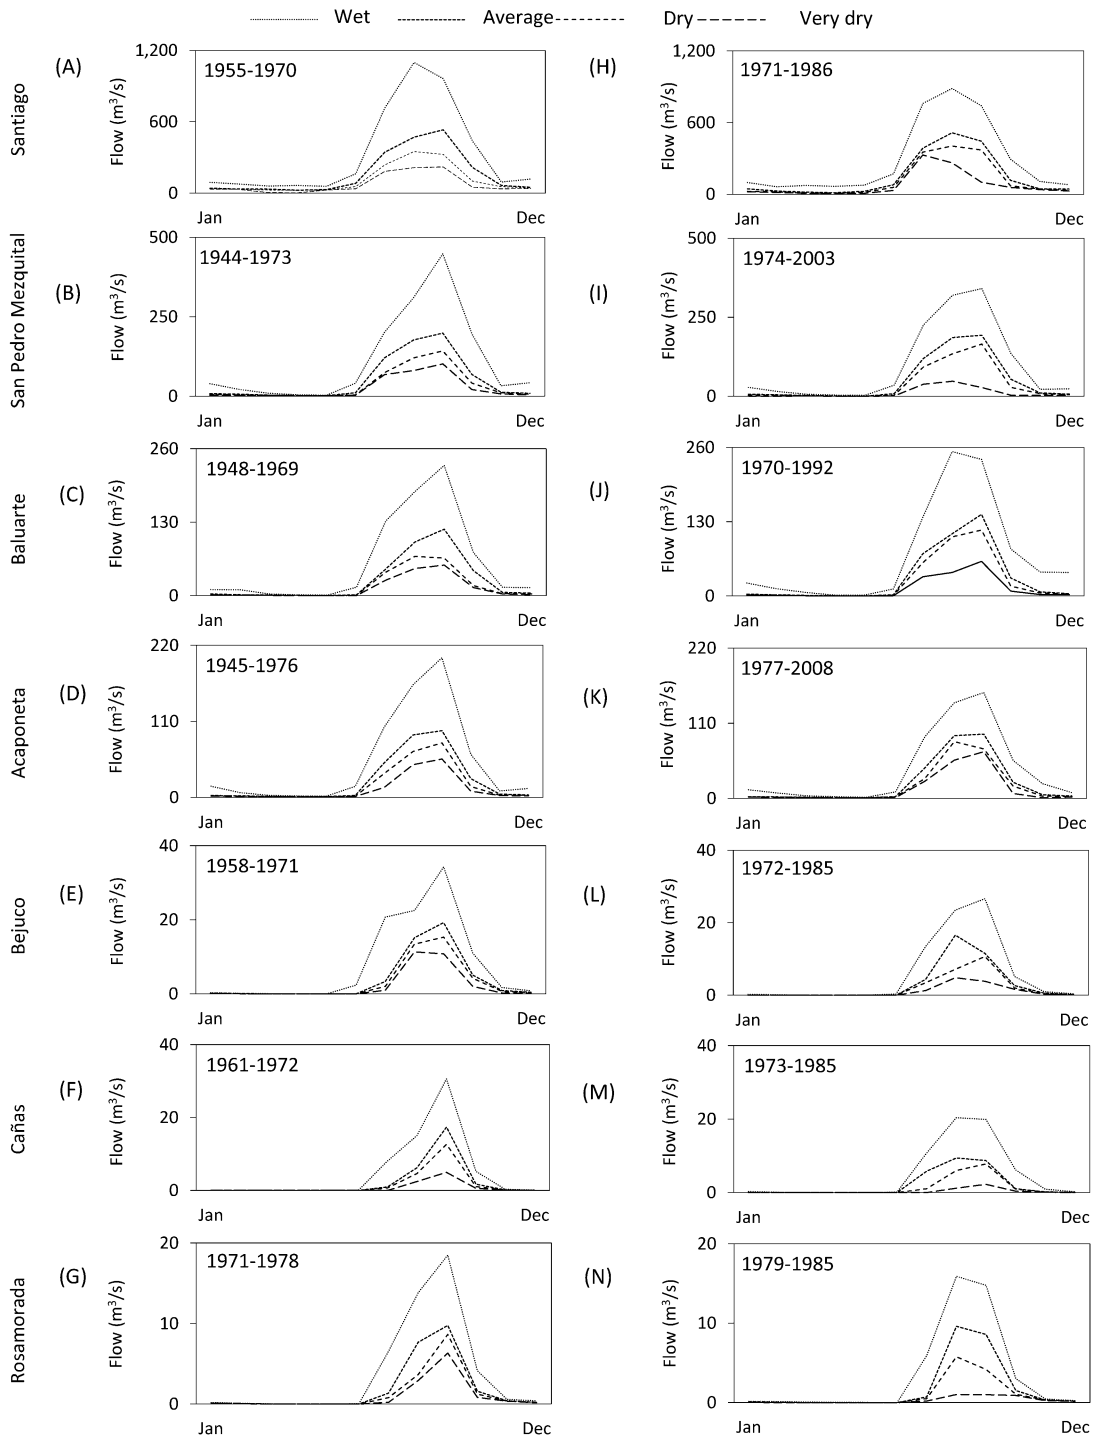 Wet Average Dry Very dry
Santiago
(A)
Flow (m³/s)
1,200
600
0
1955-1970
Jan Dec
(H)
Flow (m³/s)
1,200
600
0
1971-1986
Jan Dec
San Pedro Mezquital
(B)
Flow (m³/s)
500
250
0
1944-1973
Jan Dec
(I)
Flow (m³/s)
500
250
0
1974-2003
Jan Dec
Baluarte
(C)
Flow (m³/s)
260
130
0
1948-1969
Jan Dec
(J)
Flow (m³/s)
260
130
0
1970-1992
Jan Dec
Acaponeta
(D)
Flow (m³/s)
220
110
0
1945-1976
Jan Dec
(K)
Flow (m³/s)
220
110
0
1977-2008
Jan Dec
Bejuco
(E)
Flow (m³/s)
40
20
0
1958-1971
Jan Dec
(L)
Flow (m³/s)
40
20
0
1972-1985
Jan Dec
Cañas
(F)
Flow (m³/s)
40
20
0
1961-1972
Jan Dec
(M)
Flow (m³/s)
40
20
0
1973-1985
Jan Dec
Rosamorada
(G)
Flow (m³/s)
20
10
0
1971-1978
Jan Dec
(N)
Flow (m³/s)
20
10
0
1979-1985
Jan Dec